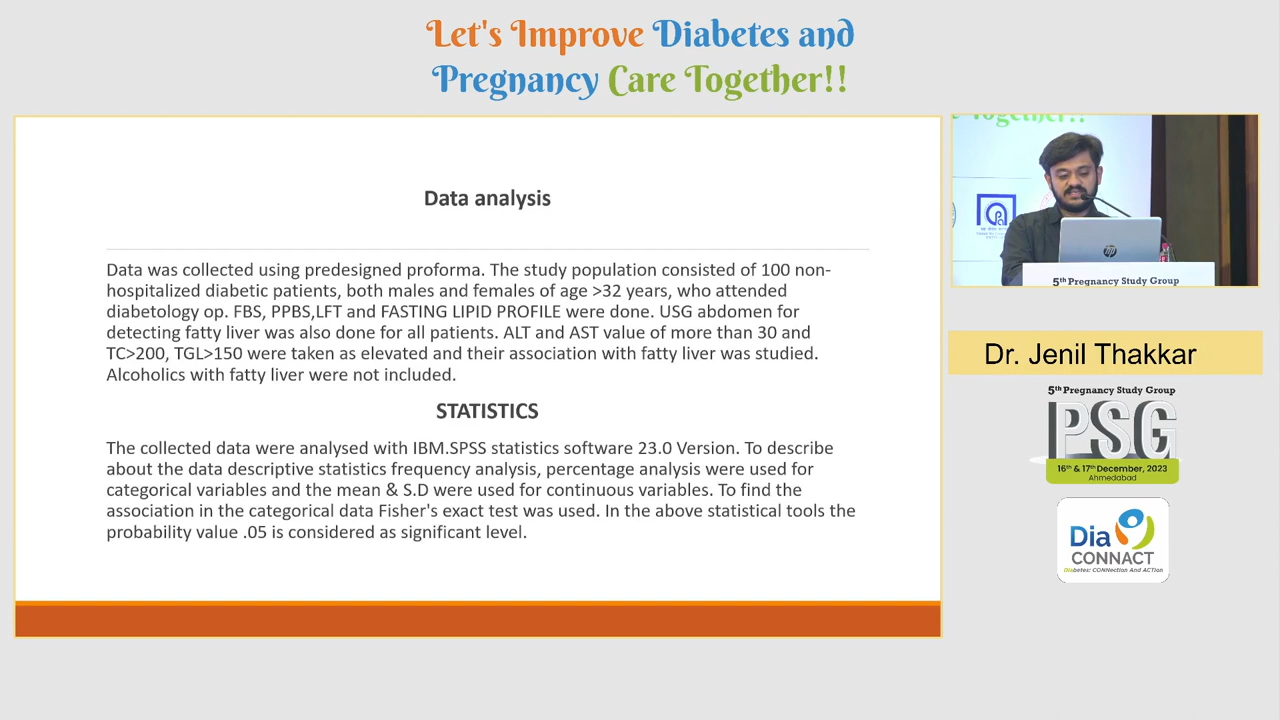 Let's Improve Diabetes and
Pregnancy Care Together!!
Data analysis
Data was collected using predesigned proforma. The study population consisted of 100 non-
hospitalized diabetic patients, both males and females of age >32 years, who attended
diabetology op. FBS, PPBS,LFT and FASTING LIPID PROFILE were done. USG abdomen for
detecting fatty liver was also done for all patients. ALT and AST value of more than 30 and
TC>200, TGL>150 were taken as elevated and their association with fatty liver was studied.
Alcoholics with fatty liver were not included.
STATISTICS
The collected data were analysed with IBM.SPSS statistics software 23.0 Version. To describe
about the data descriptive statistics frequency analysis, percentage analysis were used for
categorical variables and the mean & S.D were used for continuous variables. To find the
association in the categorical data Fisher's exact test was used. In the above statistical tools the
probability value .05 is considered as significant level.
Together!!
hp
5th Pregnancy Study Group
Dr. Jenil Thakkar
5th Pregnancy Study Group
PSG
16th & 17th December, 2023
Ahmedabad
Dia
CONNACT
Diabetes: CONNection And ACTion